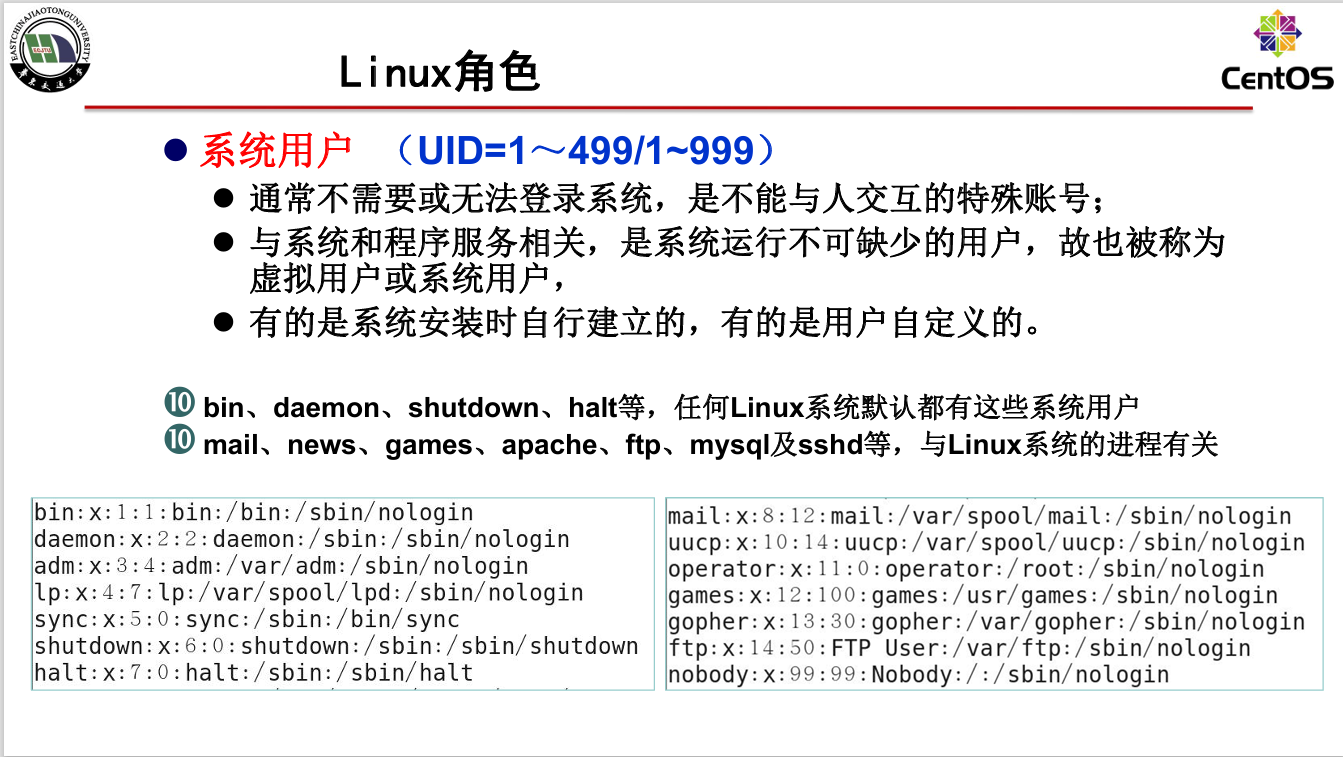 EASTCHINAJIAOTONGUNIVERSITY
ECJTU
华东交通大学
Linux角色
CentOS
系统用户 （UID=1～499/1~999）
通常不需要或无法登录系统，是不能与人交互的特殊账号；
与系统和程序服务相关，是系统运行不可缺少的用户，故也被称为
虚拟用户或系统用户，
有的是系统安装时自行建立的，有的是用户自定义的。
⓾ bin、daemon、shutdown、halt等，任何Linux系统默认都有这些系统用户
⓾ mail、news、games、apache、ftp、mysql及sshd等，与Linux系统的进程有关
bin:x:1:1:bin:/bin:/sbin/nologin
daemon:x:2:2:daemon:/sbin:/sbin/nologin
adm:x:3:4:adm:/var/adm:/sbin/nologin
lp:x:4:7:lp:/var/spool/lpd:/sbin/nologin
sync:x:5:0:sync:/sbin:/bin/sync
shutdown:x:6:0:shutdown:/sbin:/sbin/shutdown
halt:x:7:0:halt:/sbin:/sbin/halt
mail:x:8:12:mail:/var/spool/mail:/sbin/nologin
uucp:x:10:14:uucp:/var/spool/uucp:/sbin/nologin
operator:x:11:0:operator:/root:/sbin/nologin
games:x:12:100:games:/usr/games:/sbin/nologin
gopher:x:13:30:gopher:/var/gopher:/sbin/nologin
ftp:x:14:50:FTP User:/var/ftp:/sbin/nologin
nobody:x:99:99:Nobody:/:/sbin/nologin